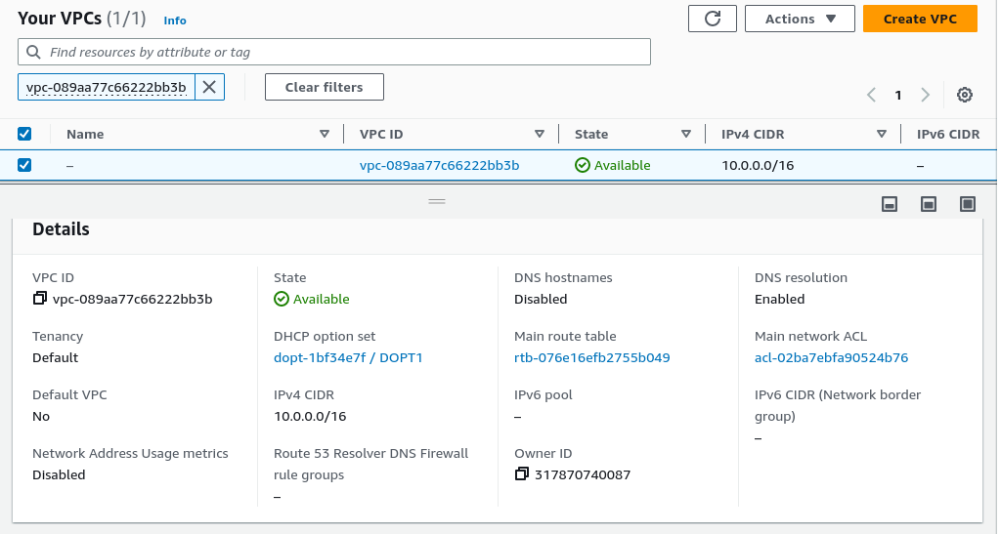 Your VPCs (1/1) Info
Actions
Create VPC
Find resources by attribute or tag
vpc-089aa77c66222bb3b
Clear filters
1
Name VPC ID State IPv4 CIDR IPv6 CIDR
– vpc-089aa77c66222bb3b Available 10.0.0.0/16 –
Details
VPC ID State DNS hostnames DNS resolution
vpc-089aa77c66222bb3b Available Disabled Enabled
Tenancy DHCP option set Main route table Main network ACL
Default dopt-1bf34e7f / DOPT1 rtb-076e16efb2755b049 acl-02ba7ebfa90524b76
Default VPC IPv4 CIDR IPv6 pool IPv6 CIDR (Network border
No 10.0.0.0/16 – group)
–
Network Address Usage metrics Route 53 Resolver DNS Firewall Owner ID
Disabled rule groups 317870740087
–